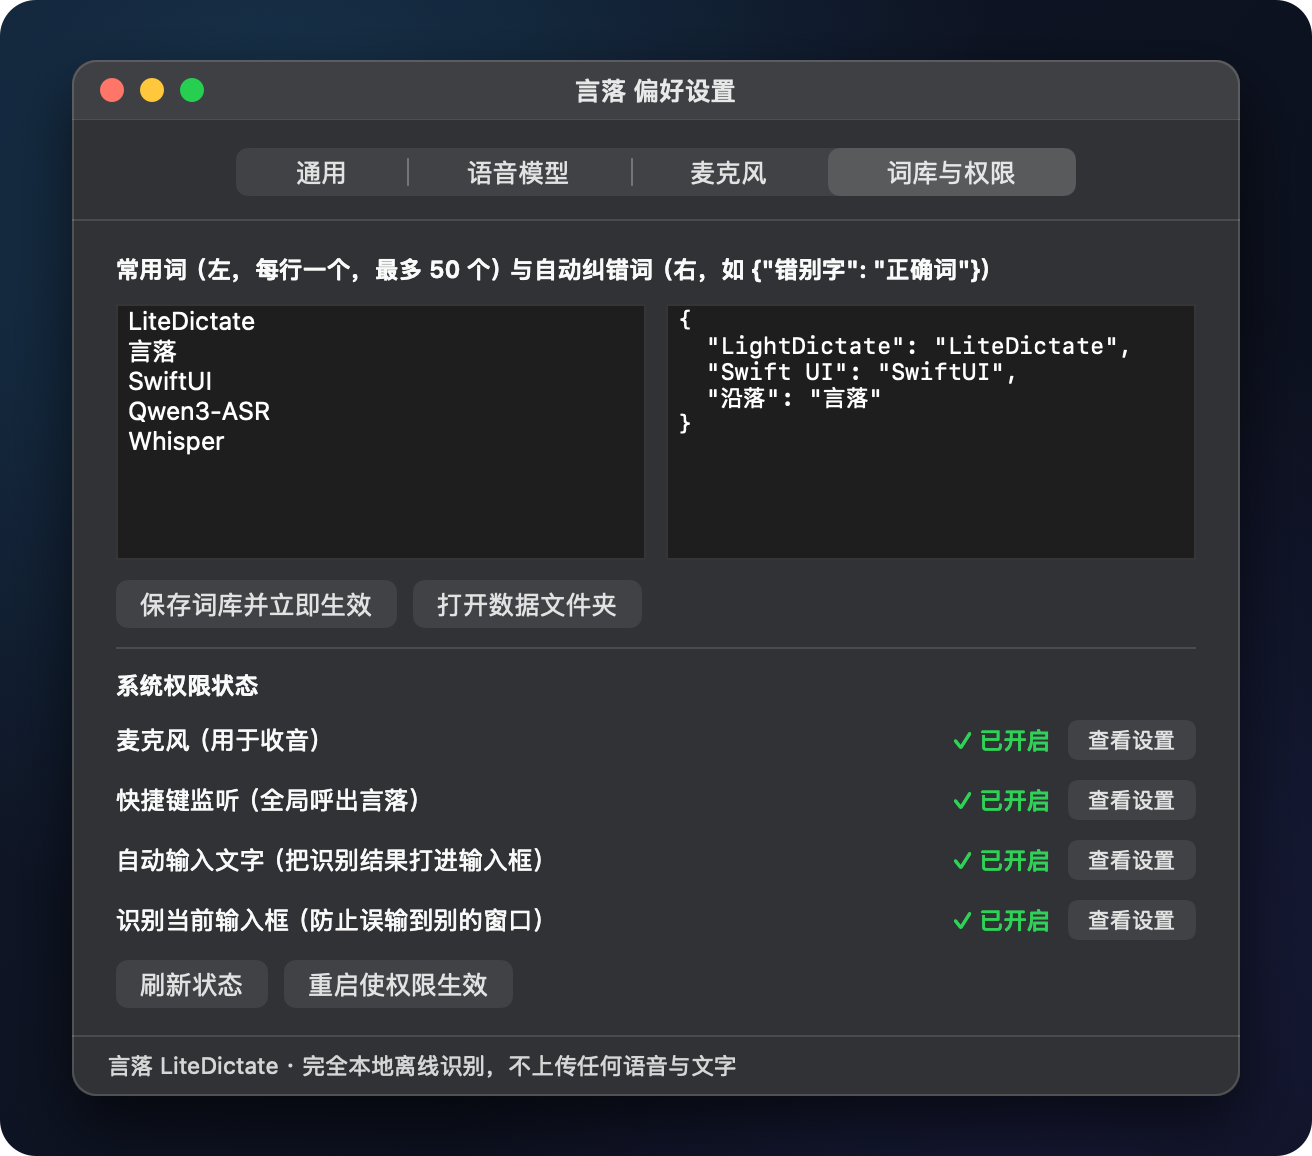 言落 偏好设置
通用
语音模型
麦克风
词库与权限
常用词（左，每行一个，最多 50 个）与自动纠错词（右，如 {"错别字": "正确词"}）
LiteDictate
言落
SwiftUI
Qwen3-ASR
Whisper
{
  "LightDictate": "LiteDictate",
  "Swift UI": "SwiftUI",
  "沿落": "言落"
}
保存词库并立即生效
打开数据文件夹
系统权限状态
麦克风（用于收音）
✓ 已开启
查看设置
快捷键监听（全局呼出言落）
✓ 已开启
查看设置
自动输入文字（把识别结果打进输入框）
✓ 已开启
查看设置
识别当前输入框（防止误输到别的窗口）
✓ 已开启
查看设置
刷新状态
重启使权限生效
言落 LiteDictate · 完全本地离线识别，不上传任何语音与文字